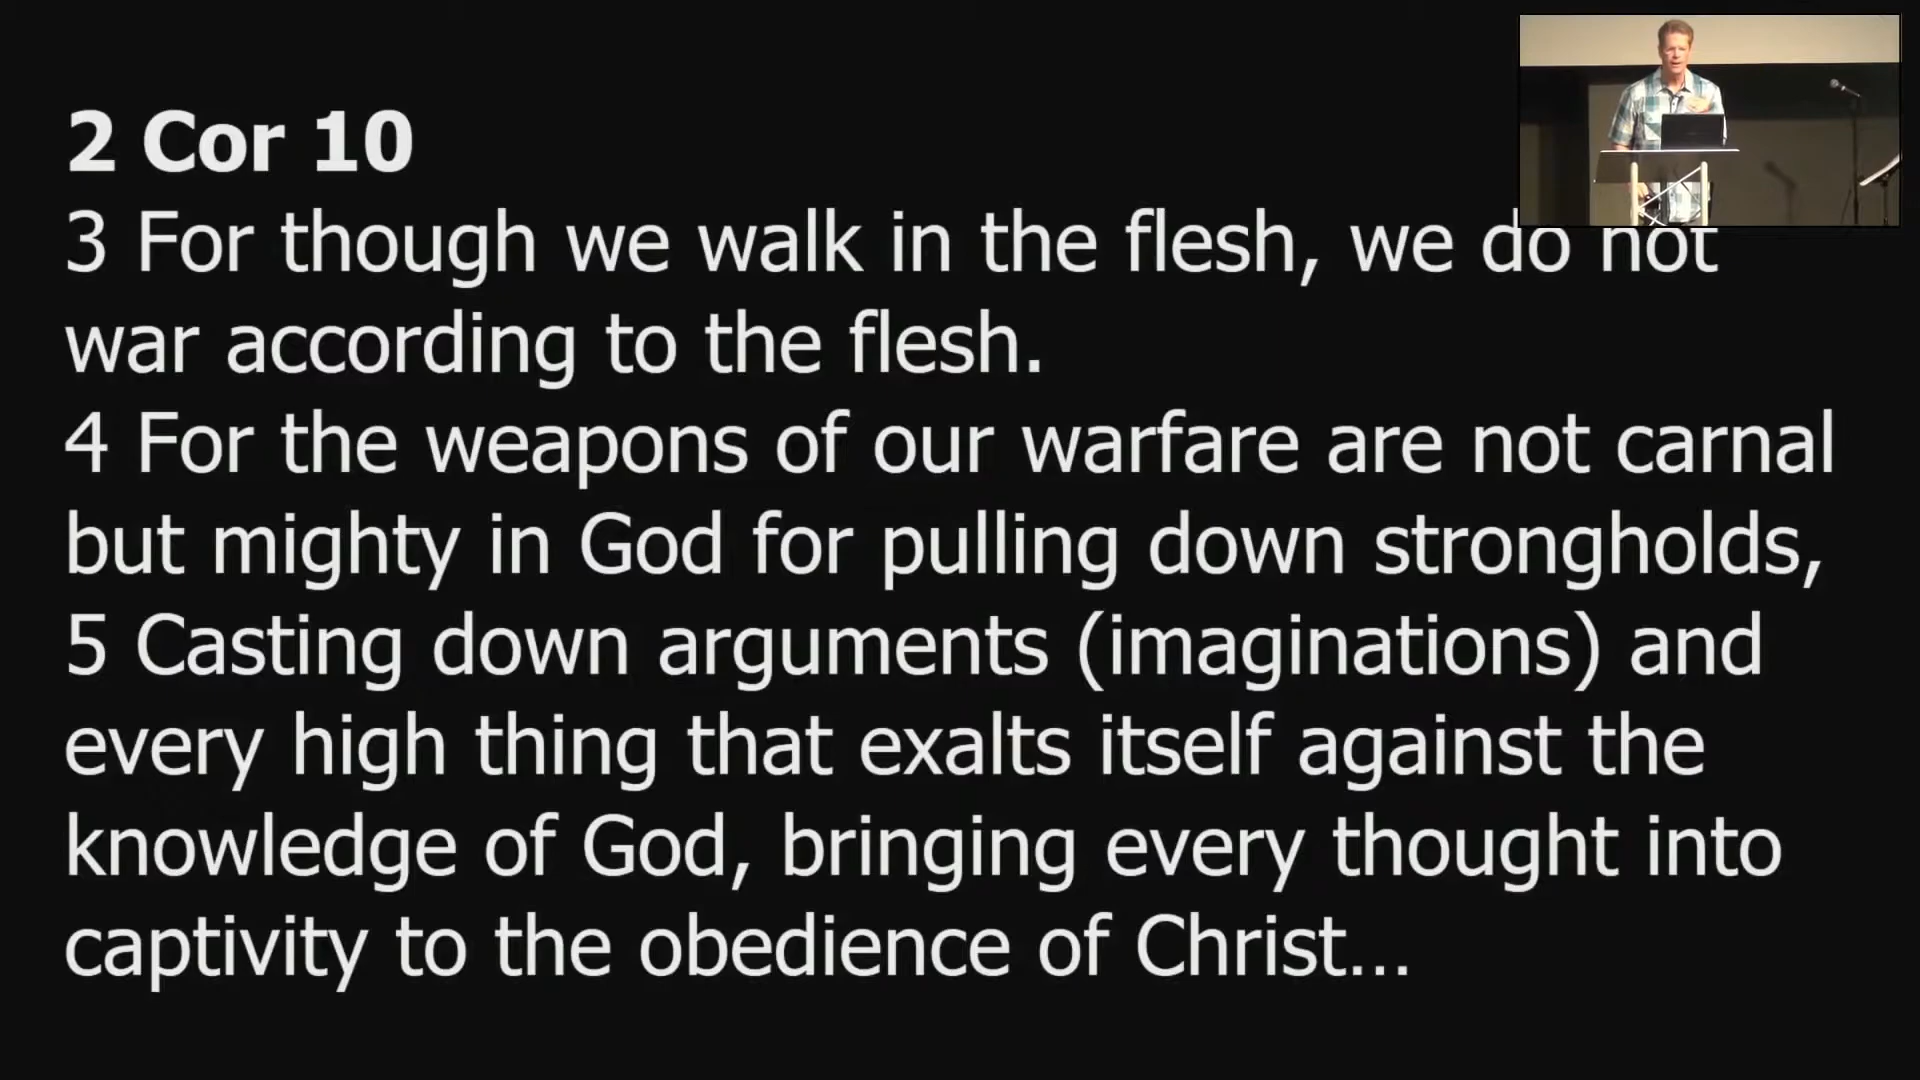 2 Cor 10
3 For though we walk in the flesh, we do not
war according to the flesh.
4 For the weapons of our warfare are not carnal
but mighty in God for pulling down strongholds,
5 Casting down arguments (imaginations) and
every high thing that exalts itself against the
knowledge of God, bringing every thought into
captivity to the obedience of Christ...